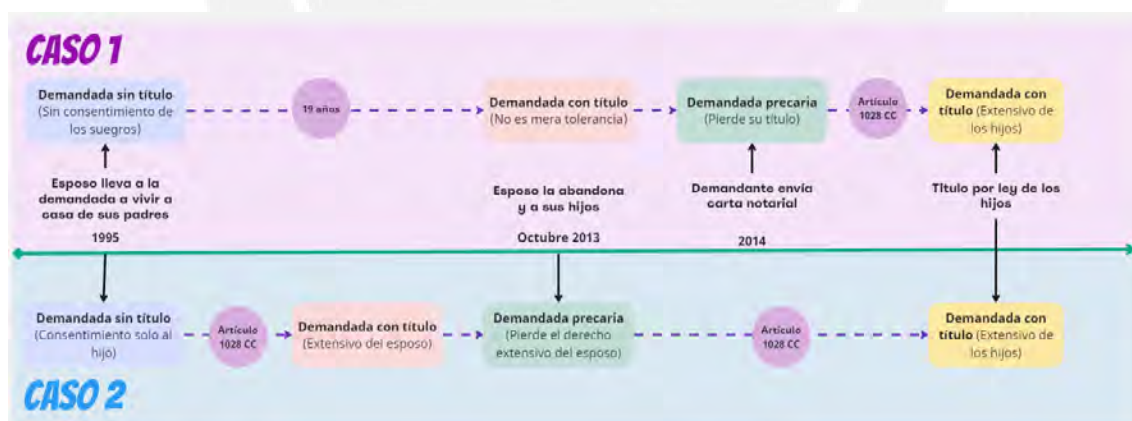 CASO 1
Demandada sin título
(Sin consentimiento de
los suegros)
19 años
Demandada con título
(No es mera tolerancia)
Demandada precaria
(Pierde su título)
Artículo
1028 CC
Demandada con
título (Extensivo de
los hijos)
Esposo lleva a la
demandada a vivir a
casa de sus padres
1995
Esposo la abandona
y a sus hijos
Octubre 2013
Demandante envía
carta notarial
2014
Título por ley de los
hijos
Demandada sin título
(Consentimiento solo al
hijo)
Artículo
1028 CC
Demandada con título
(Extensivo del esposo)
Demandada precaria
(Pierde el derecho
extensivo del esposo)
Artículo
1028 CC
Demandada con
título (Extensivo de
los hijos)
CASO 2